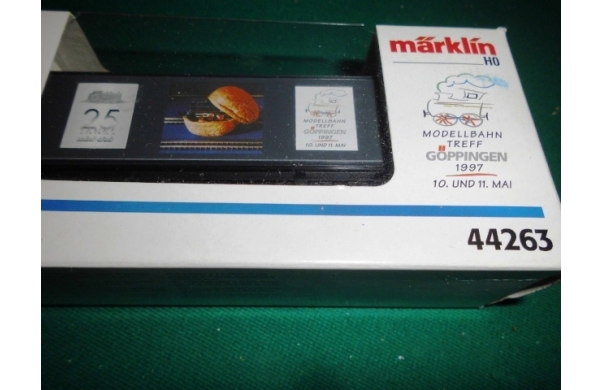 märklin
HO
MODELLBAHN
TREFF
GÖPPINGEN
1997
10. UND 11. MAI
25
MODELLBAHN
TREFF
GÖPPINGEN
1997
10. UND 11. MAI
44263